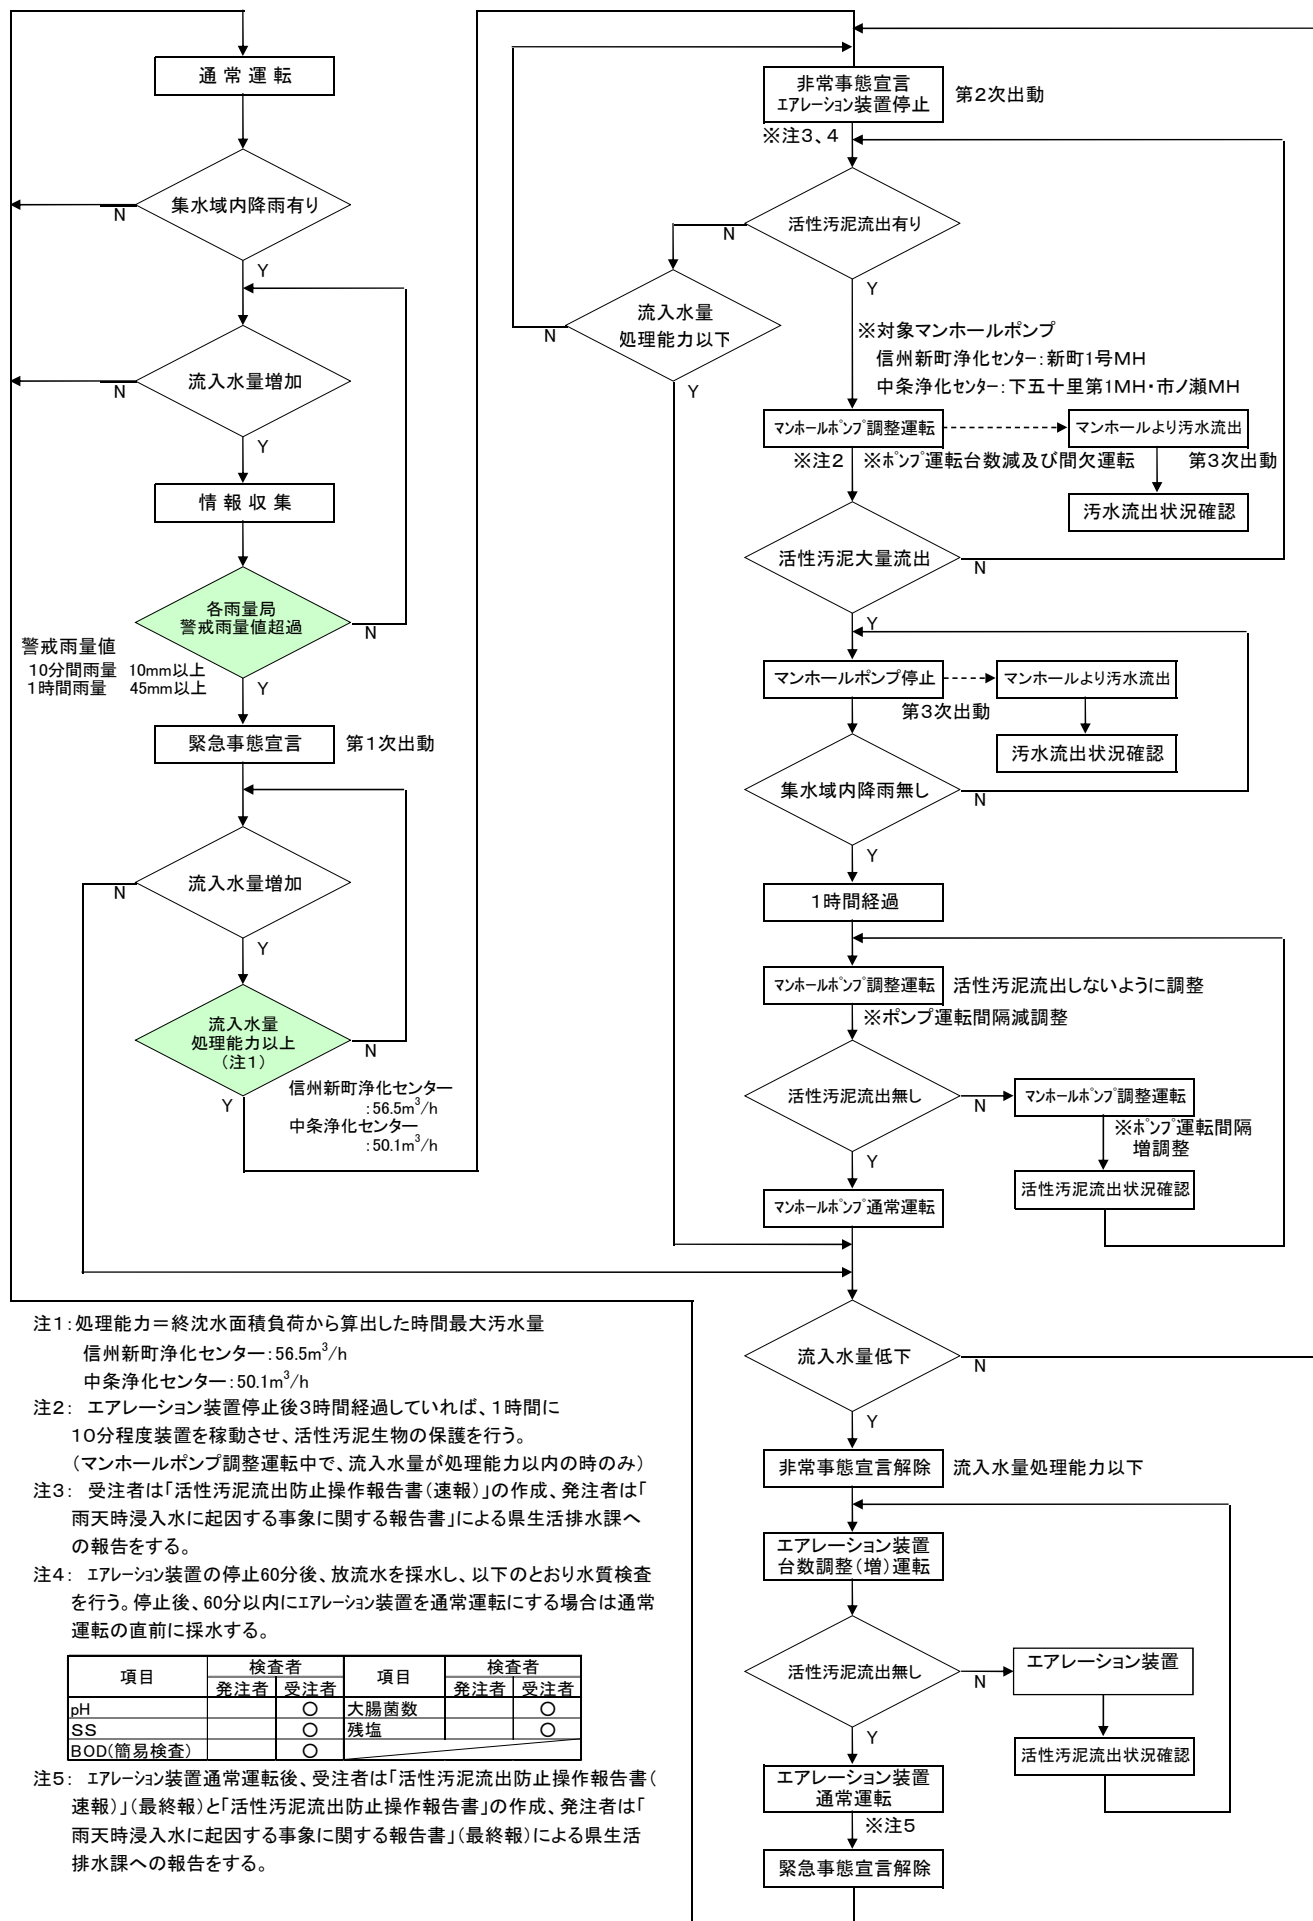 通常運転
集水域内降雨有り
N
Y
流入水量増加
N
Y
情報収集
各雨量局
警戒雨量値超過
N
警戒雨量値
10分間雨量 10mm以上
1時間雨量 45mm以上
Y
緊急事態宣言 第1次出動
流入水量増加
N
Y
流入水量
処理能力以上
(注1)
N
Y
信州新町浄化センター
:56.5m³/h
中条浄化センター
:50.1m³/h
非常事態宣言
エアレーション装置停止
第2次出動
※注3、4
活性汚泥流出有り
N
Y
流入水量
処理能力以下
N
Y
※対象マンホールポンプ
信州新町浄化センター:新町1号MH
中条浄化センター:下五十里第1MH・市ノ瀬MH
マンホールポンプ調整運転
マンホールより汚水流出
※注2 ※ポンプ運転台数減及び間欠運転 第3次出動
汚水流出状況確認
活性汚泥大量流出
N
Y
マンホールポンプ停止
マンホールより汚水流出
第3次出動
汚水流出状況確認
集水域内降雨無し
N
Y
1時間経過
マンホールポンプ調整運転 活性汚泥流出しないように調整
※ポンプ運転間隔減調整
活性汚泥流出無し
N
マンホールポンプ調整運転
※ポンプ運転間隔
増調整
Y
活性汚泥流出状況確認
マンホールポンプ通常運転
流入水量低下
N
Y
非常事態宣言解除 流入水量処理能力以下
エアレーション装置
台数調整(増)運転
活性汚泥流出無し
N
エアレーション装置
Y
活性汚泥流出状況確認
エアレーション装置
通常運転
※注5
緊急事態宣言解除
注1:処理能力=終沈水面積負荷から算出した時間最大汚水量
信州新町浄化センター:56.5m³/h
中条浄化センター:50.1m³/h
注2: エアレーション装置停止後3時間経過していれば、1時間に
10分程度装置を稼動させ、活性汚泥生物の保護を行う。
(マンホールポンプ調整運転中で、流入水量が処理能力以内の時のみ)
注3: 受注者は「活性汚泥流出防止操作報告書(速報)」の作成、発注者は「
雨天時浸入水に起因する事象に関する報告書」による県生活排水課へ
の報告をする。
注4: エアレーション装置の停止60分後、放流水を採水し、以下のとおり水質検査
を行う。停止後、60分以内にエアレーション装置を通常運転にする場合は通常
運転の直前に採水する。
項目 検査者 項目 検査者
発注者 受注者 発注者 受注者
pH ○ 大腸菌数 ○
SS ○ 残塩 ○
BOD(簡易検査) ○
注5: エアレーション装置通常運転後、受注者は「活性汚泥流出防止操作報告書(
速報)」(最終報)と「活性汚泥流出防止操作報告書」の作成、発注者は「
雨天時浸入水に起因する事象に関する報告書」(最終報)による県生活
排水課への報告をする。